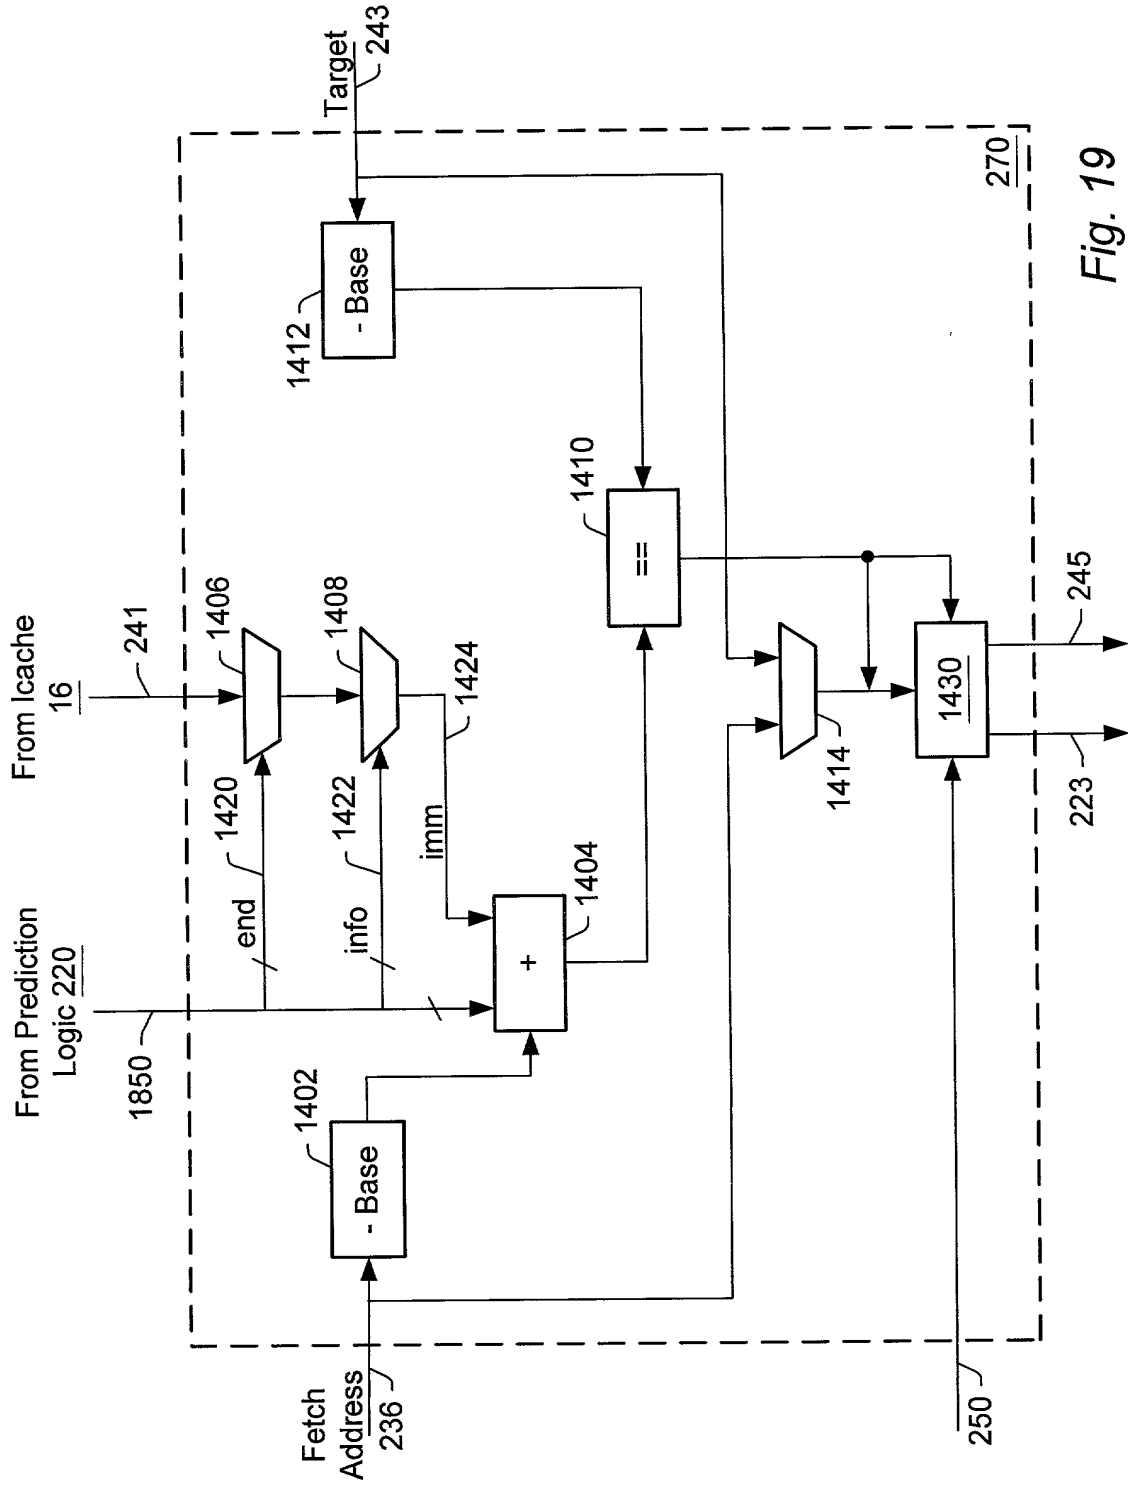 From Prediction
Logic 220
From Icache
16
1850
241
end
1420
1406
Fetch
Address
236
- Base
1402
info
1422
1408
imm
1424
- Base
1412
Target
243
+
1404
==
1410
1414
250
1430
223
245
270
Fig. 19